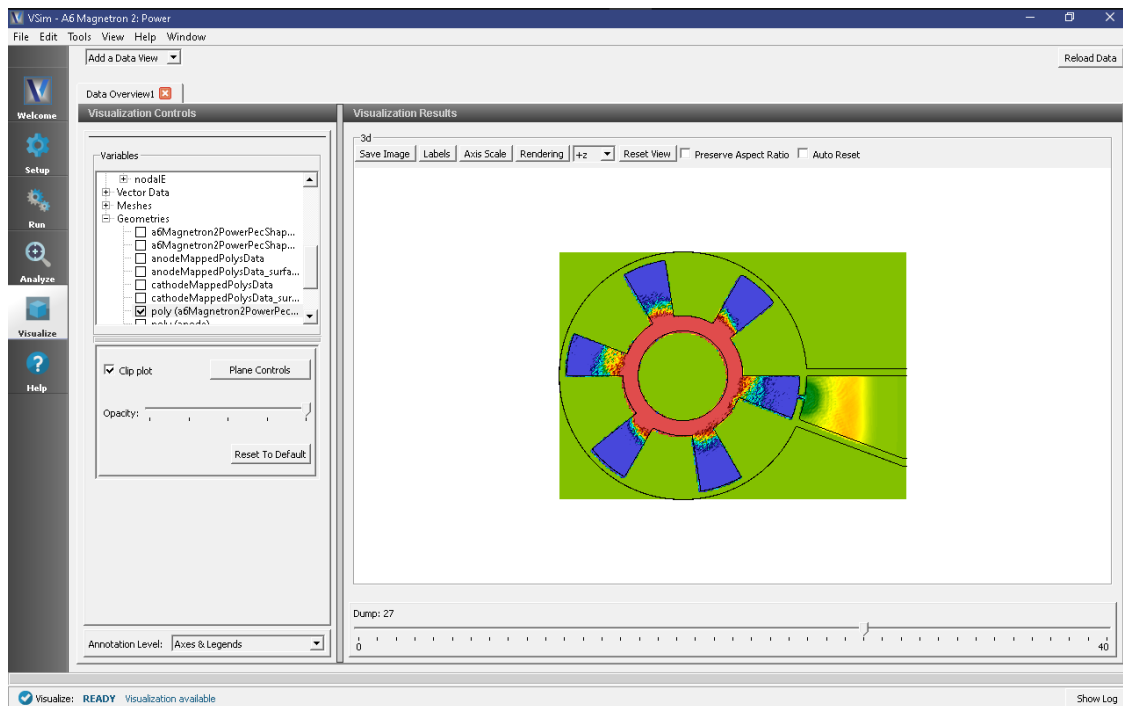 VSim - A6 Magnetron 2: Power
File Edit Tools View Help Window
Add a Data View
Reload Data
Data Overview1
Welcome
Setup
Run
Analyze
Visualize
Help
Visualization Controls
Variables
nodalE
Vector Data
Meshes
Geometries
a6Magnetron2PowerPecShap...
a6Magnetron2PowerPecShap...
anodeMappedPolysData
anodeMappedPolysData_surfa...
cathodeMappedPolysData
cathodeMappedPolysData_sur...
poly (a6Magnetron2PowerPec...
poly (anode)
Clip plot
Plane Controls
Opacity:
Reset To Default
Annotation Level: Axes & Legends
Visualization Results
3d
Save Image Labels Axis Scale Rendering +z Reset View Preserve Aspect Ratio Auto Reset
Dump: 27
0 40
Visualize: READY Visualization available
Show Log